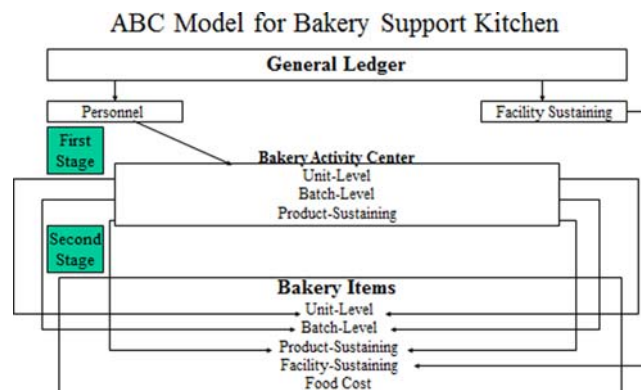 ABC Model for Bakery Support Kitchen
General Ledger
Personnel
Facility Sustaining
First
Stage
Bakery Activity Center
Unit-Level
Batch-Level
Product-Sustaining
Second
Stage
Bakery Items
Unit-Level
Batch-Level
Product-Sustaining
Facility-Sustaining
Food Cost